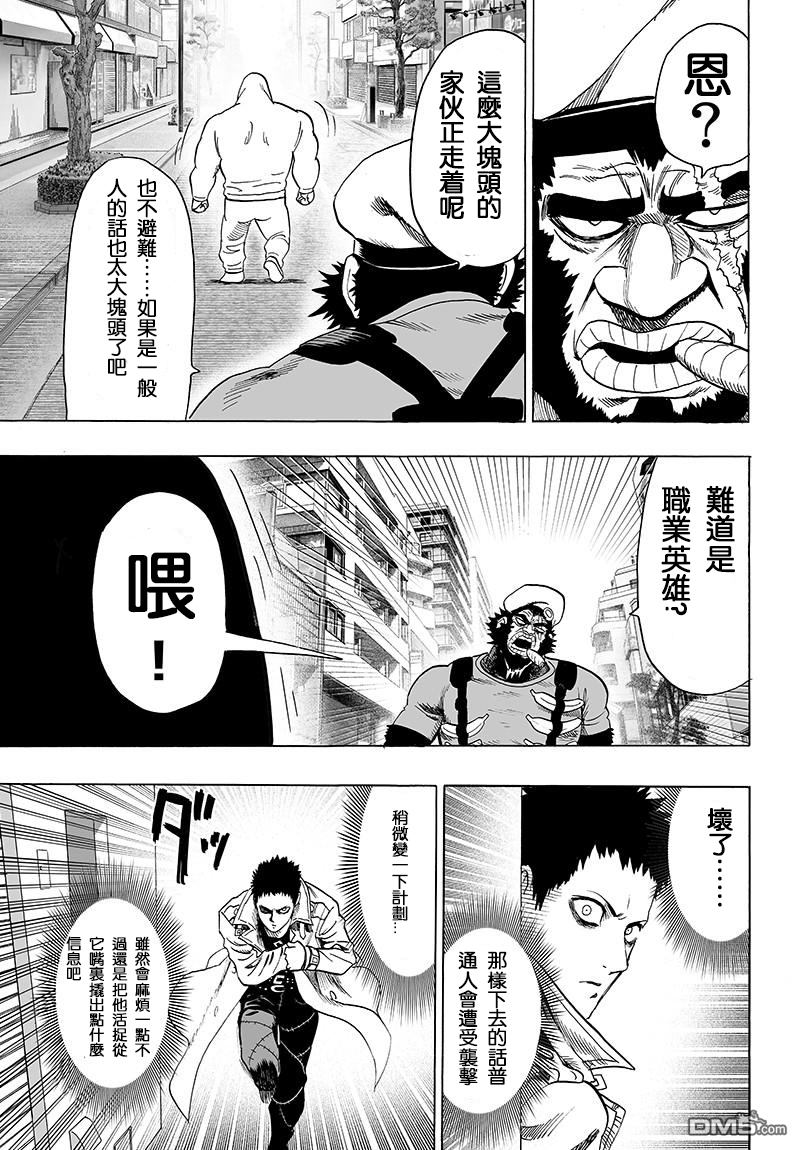 恩？
這麼大塊頭的
家伙正走着呢
也不避難……如果是一般
人的話也太大塊頭了吧
難道是
職業英雄?
喂！
壞了……
那樣下去的話普
通人會遭受襲擊
稍微變一下計劃…
ダッ
雖然會麻煩一點不
過還是把他活捉從
它嘴裏撬出點什麼
信息吧
DM5.com